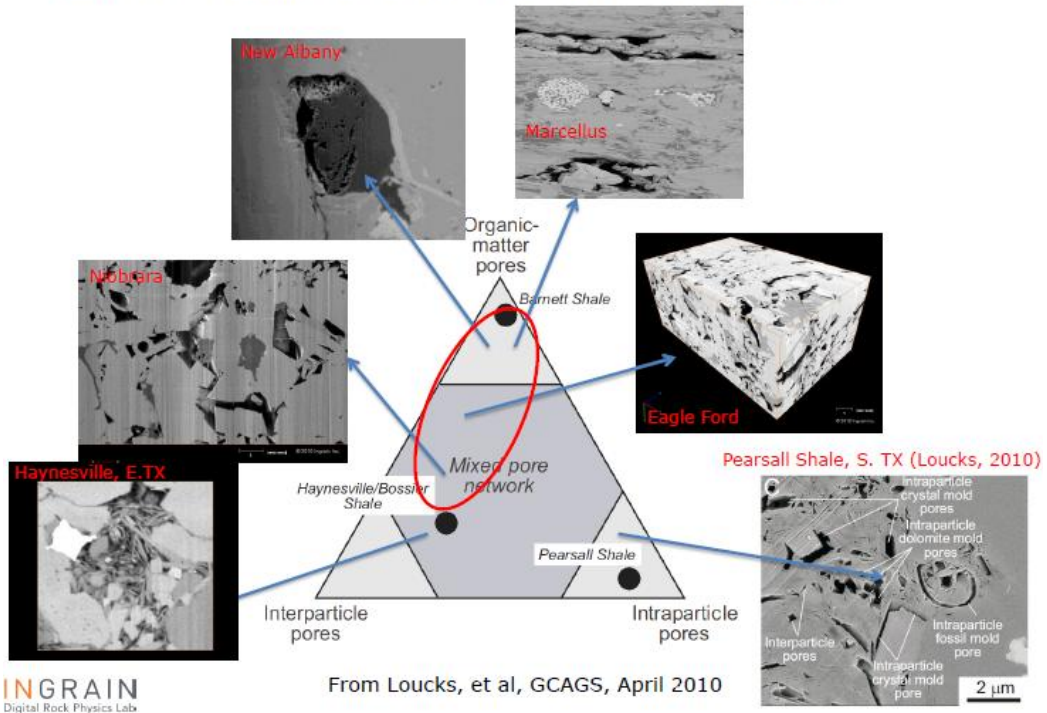 New Albany
Marcellus
Organic-
matter
pores
Barnett Shale
Niobrara
Eagle Ford
Haynesville, E.TX
Mixed pore
network
Haynesville/Bossier
Shale
Pearsall Shale
Interparticle
pores
Intraparticle
pores
Pearsall Shale, S. TX (Loucks, 2010)
C
Intraparticle
crystal mold
pores
Intraparticle
dolomite mold
pores
Interparticle
pores
Intraparticle
fossil mold
pore
Intraparticle
crystal mold
pore
2 μm
From Loucks, et al, GCAGS, April 2010
INGRAIN
Digital Rock Physics Lab